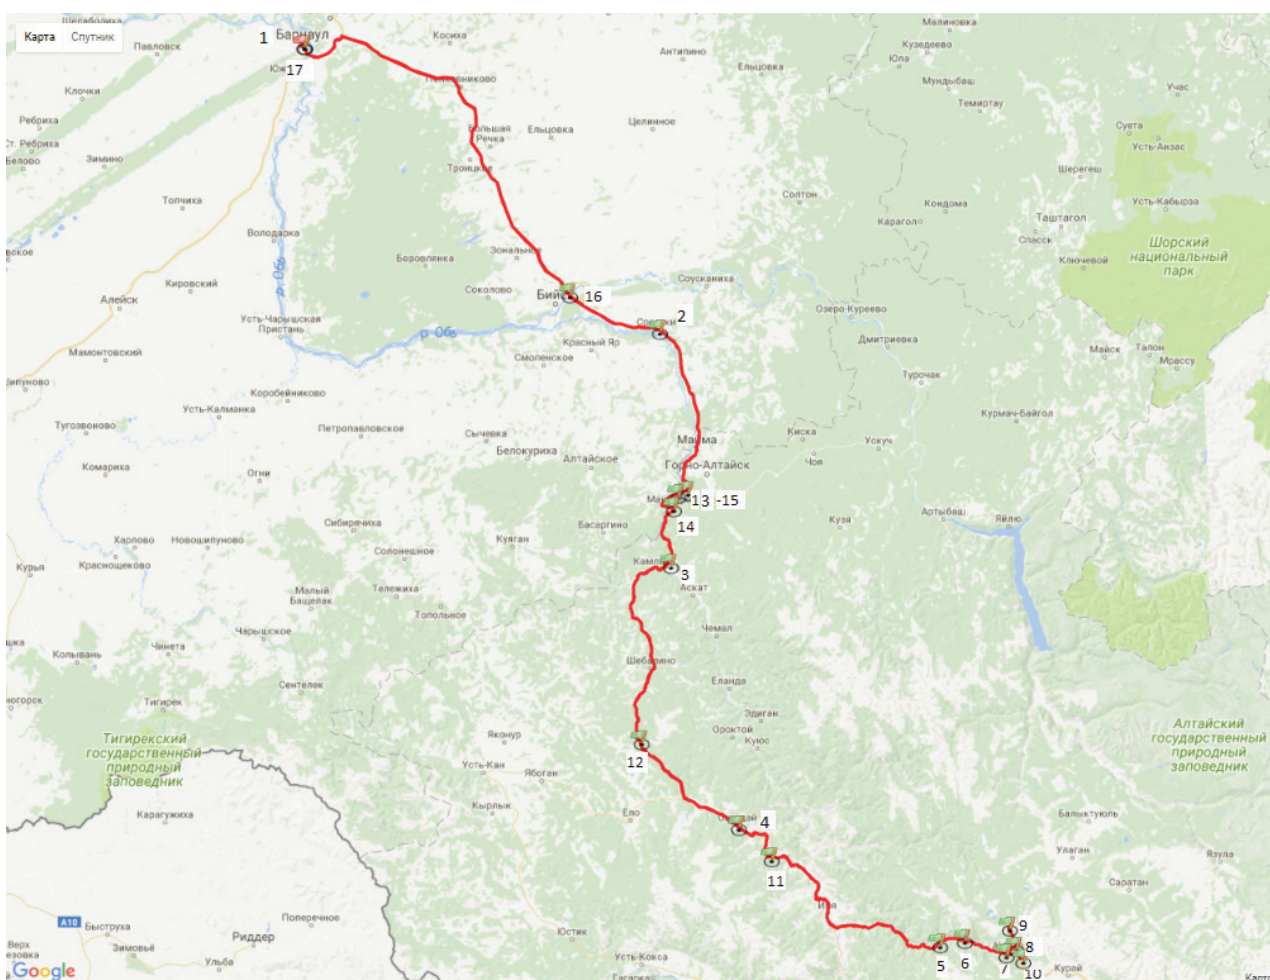 Шелаболиха
Карта Спутник
Павловск
1
Барнаул
Косиха
Малиновка
Кузедеево
Антипино
Юла
Ельцовка
17
Мундыбаш
Учас
Клочки
Темиртау
Ребриха
Большая
Речка
Ельцовка
Целинное
Суета
Ст. Ребриха
Усть-Анзас
Зимино
Троицкое
Шерегеш
Топчиха
Солтон
Кондома
Усть-Кабырза
Карагол
Таштагол
Володарка
Спасск
Шорский
национальный
парк
Зональное
Боровлянка
Ключевой
р. Обь
Соусканиха
Кировский
Соколово
16
Алейск
Озеро-Куреево
Усть-Чарышская
Пристань
2
р. Обь
Красный Яр
Дмитриевка
Мамонтовский
Смоленское
Майск
Талон
Мрассу
Турочак
Коробейниково
Усть-Калманка
Курмач-Байгол
Тугозвоново
Петропавловское
Сычевка
Майма
Киска
Ускуч
Белокуриха
Алтайское
Горно-Алтайск
Чоя
Комариха
Огни
13 -15
Артыбаш
Яйлю
Сибирячиха
Басаргино
14
Кузя
Харлово
Новошипуново
Куяган
Солонешное
Курья
Краснощеково
3
Малый
Бащелак
Тележиха
Аскат
Топольное
Чарышское
Чемал
Чинета
Колывань
Шебалино
Сентелек
Еланда
Тигирек
Эдиган
Ороктой
Куюс
Алтайский
государственный
природный
заповедник
Тигирекский
государственный
природный
заповедник
Яконур
12
Усть-Кан
Ябоган
Карагужиха
Кырлык
Ело
4
Балыктуюль
Улаган
Язула
11
Саратан
Иня
Поперечное
A10
Быструха
9
Риддер
Юстик
8
Верх
Зимовьё
5
6
7
10
Ульба
Усть-Кокса
Курай
Google